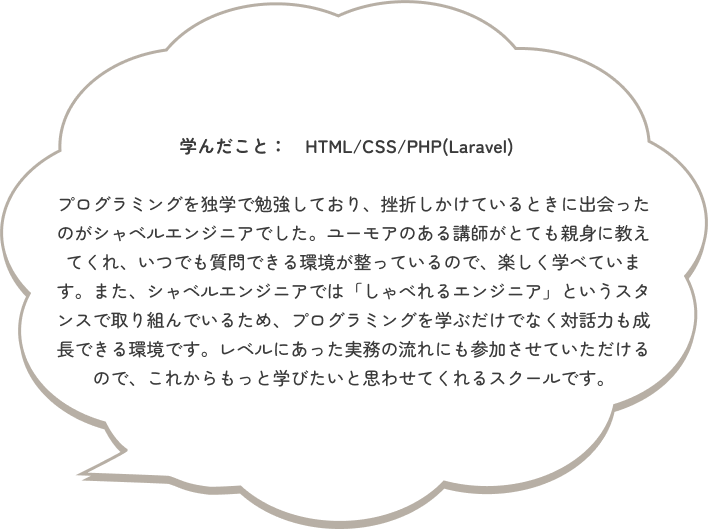 学んだこと：　HTML/CSS/PHP(Laravel)
プログラミングを独学で勉強しており、挫折しかけているときに出会った
のがシャベルエンジニアでした。ユーモアのある講師がとても親身に教え
てくれ、いつでも質問できる環境が整っているので、楽しく学べていま
す。また、シャベルエンジニアでは「しゃべれるエンジニア」というスタ
ンスで取り組んでいるため、プログラミングを学ぶだけでなく対話力も成
長できる環境です。レベルにあった実務の流れにも参加させていただける
ので、これからもっと学びたいと思わせてくれるスクールです。